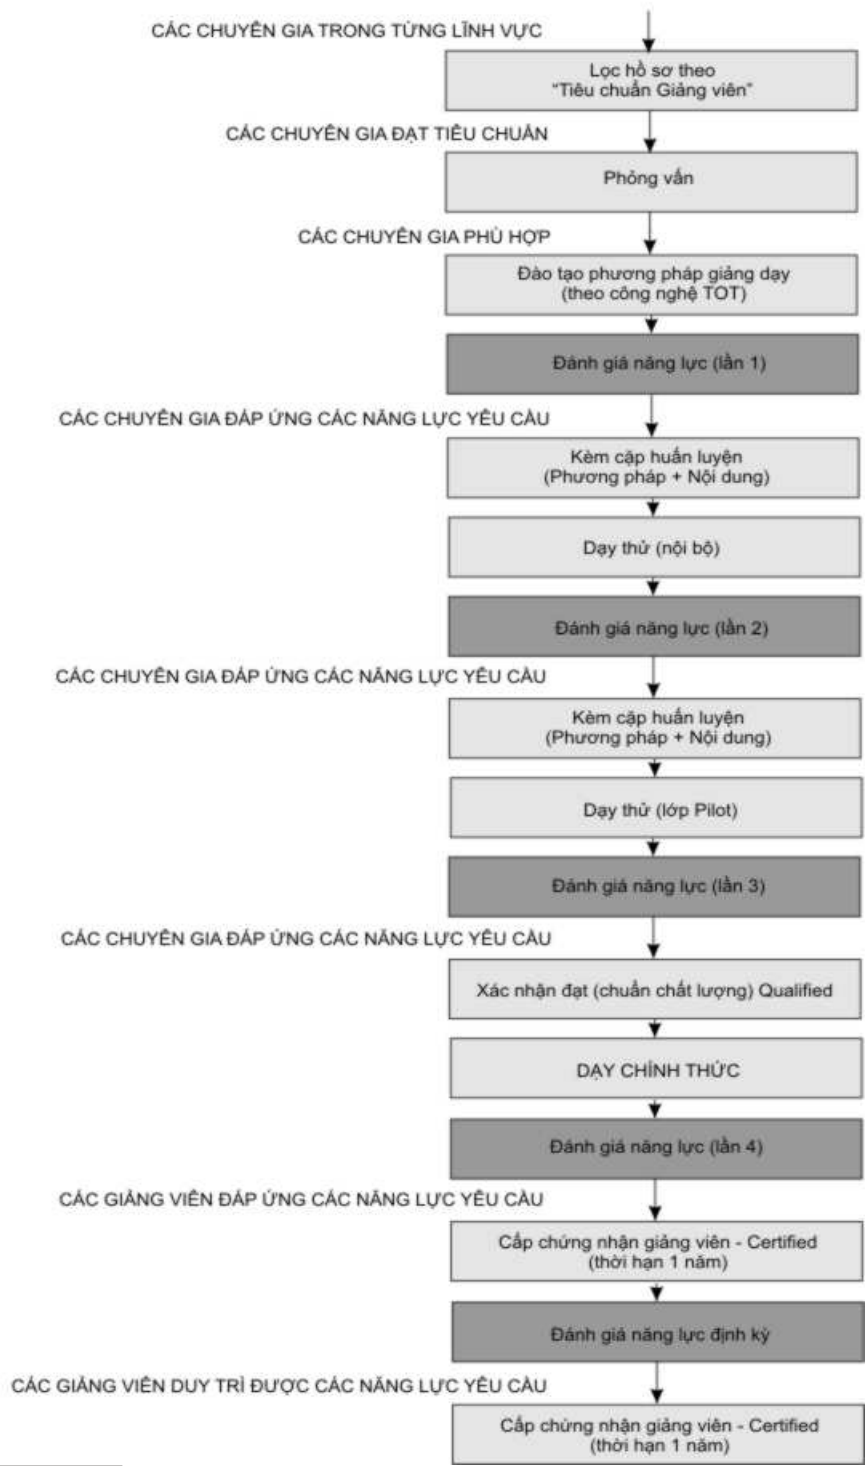 CÁC CHUYÊN GIA TRONG TỪNG LĨNH VỰC
Lọc hồ sơ theo
“Tiêu chuẩn Giảng viên”
CÁC CHUYÊN GIA ĐẠT TIÊU CHUẨN
Phỏng vấn
CÁC CHUYÊN GIA PHÙ HỢP
Đào tạo phương pháp giảng dạy
(theo công nghệ TOT)
Đánh giá năng lực (lần 1)
CÁC CHUYÊN GIA ĐÁP ỨNG CÁC NĂNG LỰC YÊU CẦU
Kèm cặp huấn luyện
(Phương pháp + Nội dung)
Dạy thử (nội bộ)
Đánh giá năng lực (lần 2)
CÁC CHUYÊN GIA ĐÁP ỨNG CÁC NĂNG LỰC YÊU CẦU
Kèm cặp huấn luyện
(Phương pháp + Nội dung)
Dạy thử (lớp Pilot)
Đánh giá năng lực (lần 3)
CÁC CHUYÊN GIA ĐÁP ỨNG CÁC NĂNG LỰC YÊU CẦU
Xác nhận đạt (chuẩn chất lượng) Qualified
DẠY CHÍNH THỨC
Đánh giá năng lực (lần 4)
CÁC GIẢNG VIÊN ĐÁP ỨNG CÁC NĂNG LỰC YÊU CẦU
Cấp chứng nhận giảng viên - Certified
(thời hạn 1 năm)
Đánh giá năng lực định kỳ
CÁC GIẢNG VIÊN DUY TRÌ ĐƯỢC CÁC NĂNG LỰC YÊU CẦU
Cấp chứng nhận giảng viên - Certified
(thời hạn 1 năm)